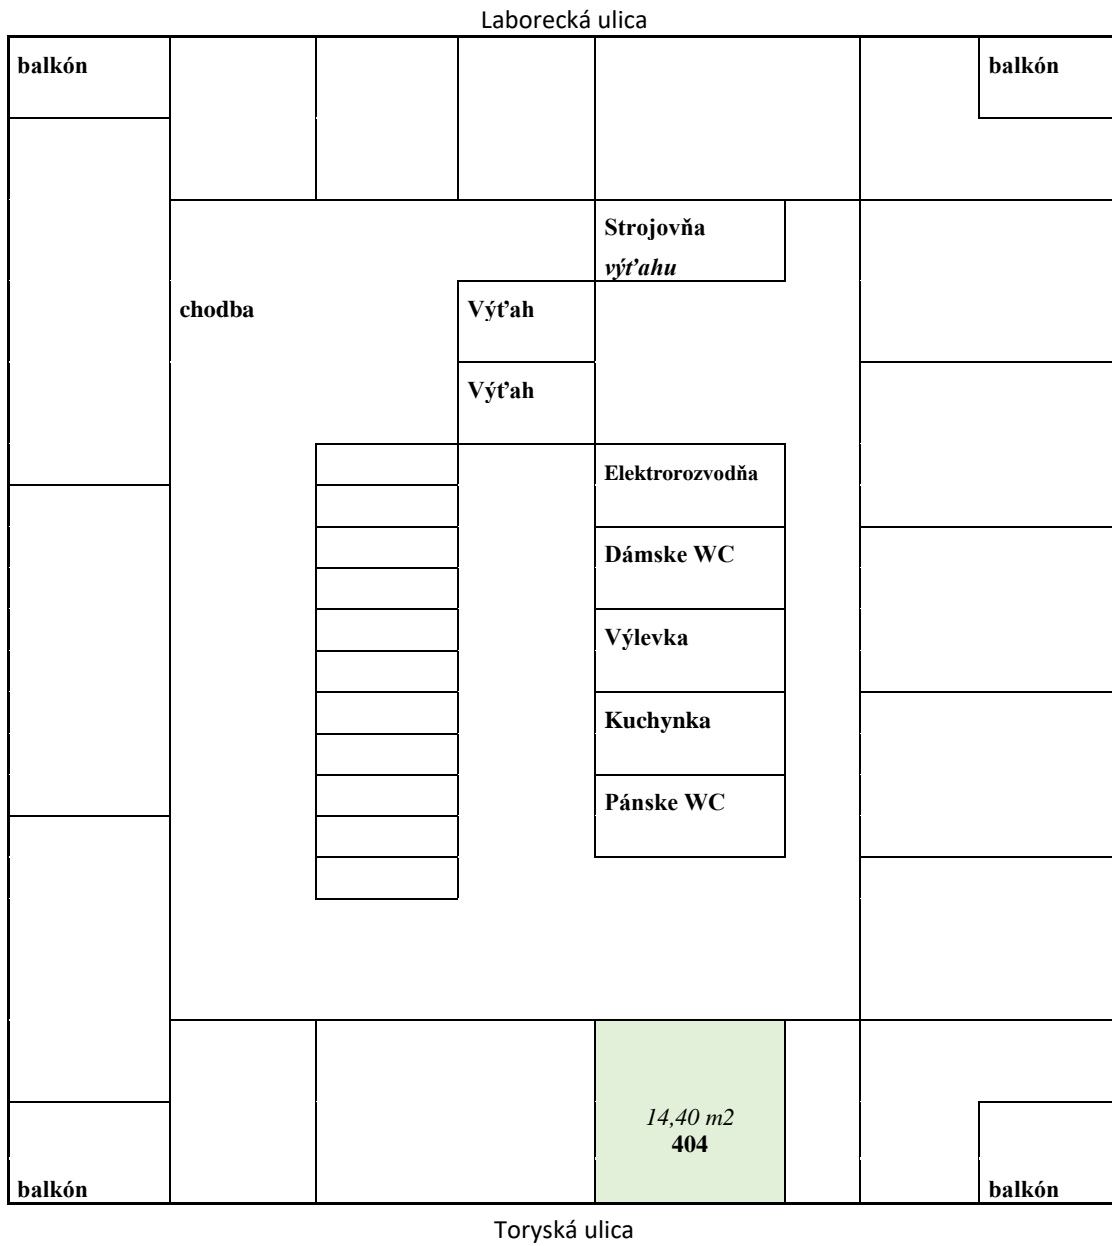 Laborecká ulica
balkón
balkón
Strojovňa
výťahu
chodba
Výťah
Výťah
Elektrorozvodňa
Dámske WC
Výlevka
Kuchynka
Pánske WC
14,40 m2
404
balkón
balkón
Toryská ulica